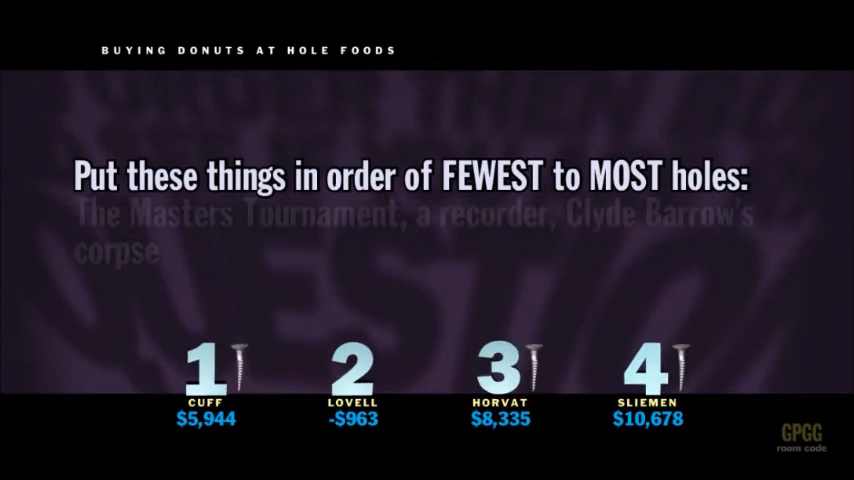 BUYING DONUTS AT HOLE FOODS
Put these things in order of FEWEST to MOST holes:
The Masters Tournament, a recorder, Clyde Barrow's
corpse
1 2 3 4
CUFF LOVELL HORVAT SLIEMEN
$5,944 -$963 $8,335 $10,678
GPGG
room code